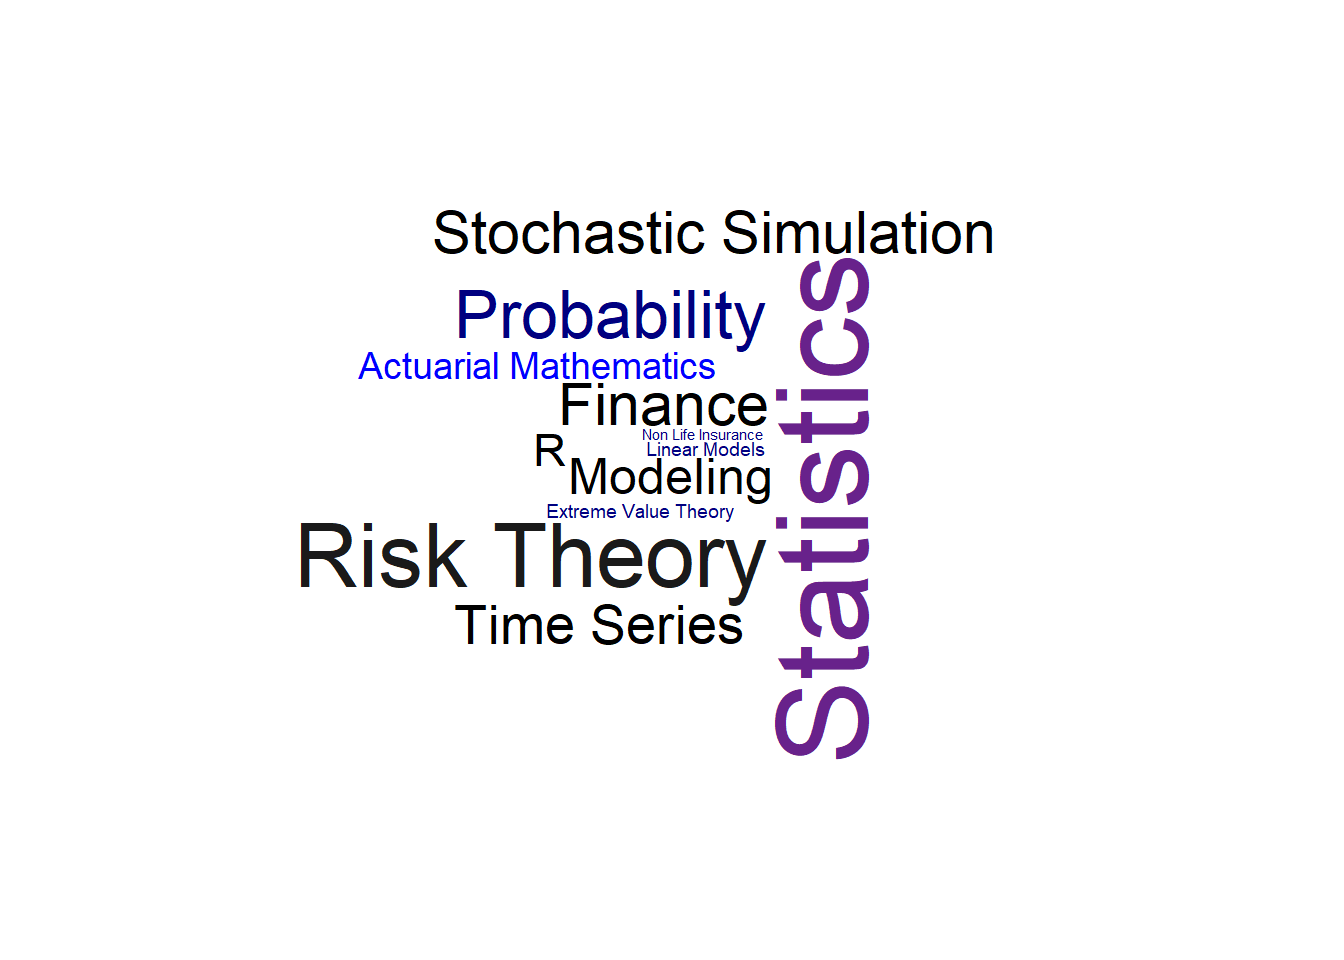 Stochastic Simulation
Probability
Actuarial Mathematics
Finance
Non Life Insurance
R
Linear Models
Modeling
Extreme Value Theory
Risk Theory
Time Series
Statistics